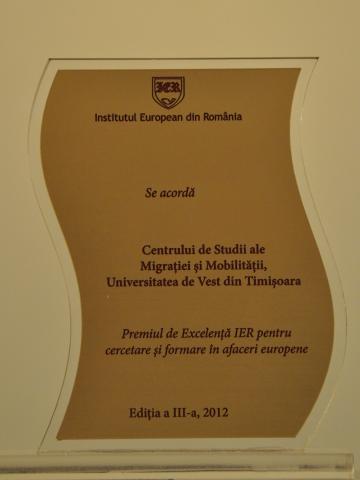 IER
Institutul European din România
Se acordă
Centrului de Studii ale
Migrației și Mobilității,
Universitatea de Vest din Timișoara
Premiul de Excelență IER pentru
cercetare și formare în afaceri europene
Ediția a III-a, 2012